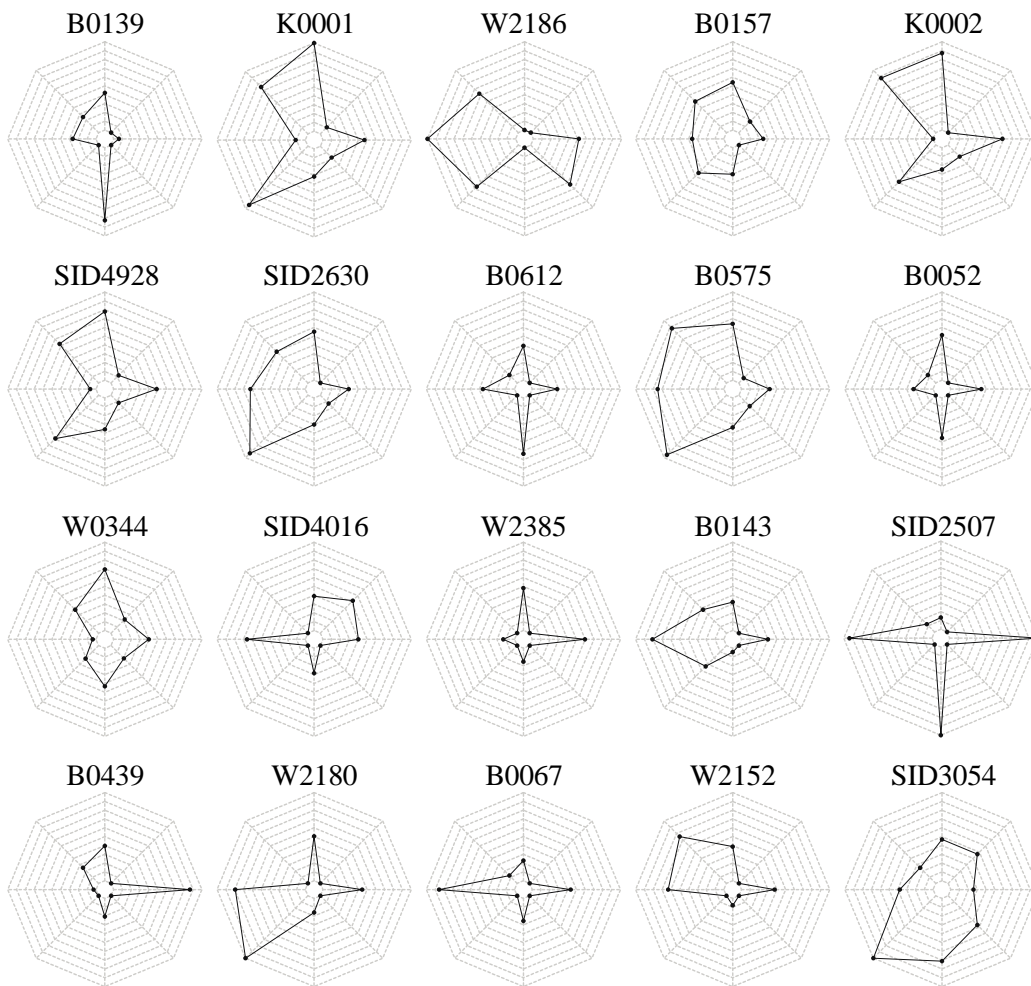 B0139 K0001 W2186 B0157 K0002
SID4928 SID2630 B0612 B0575 B0052
W0344 SID4016 W2385 B0143 SID2507
B0439 W2180 B0067 W2152 SID3054